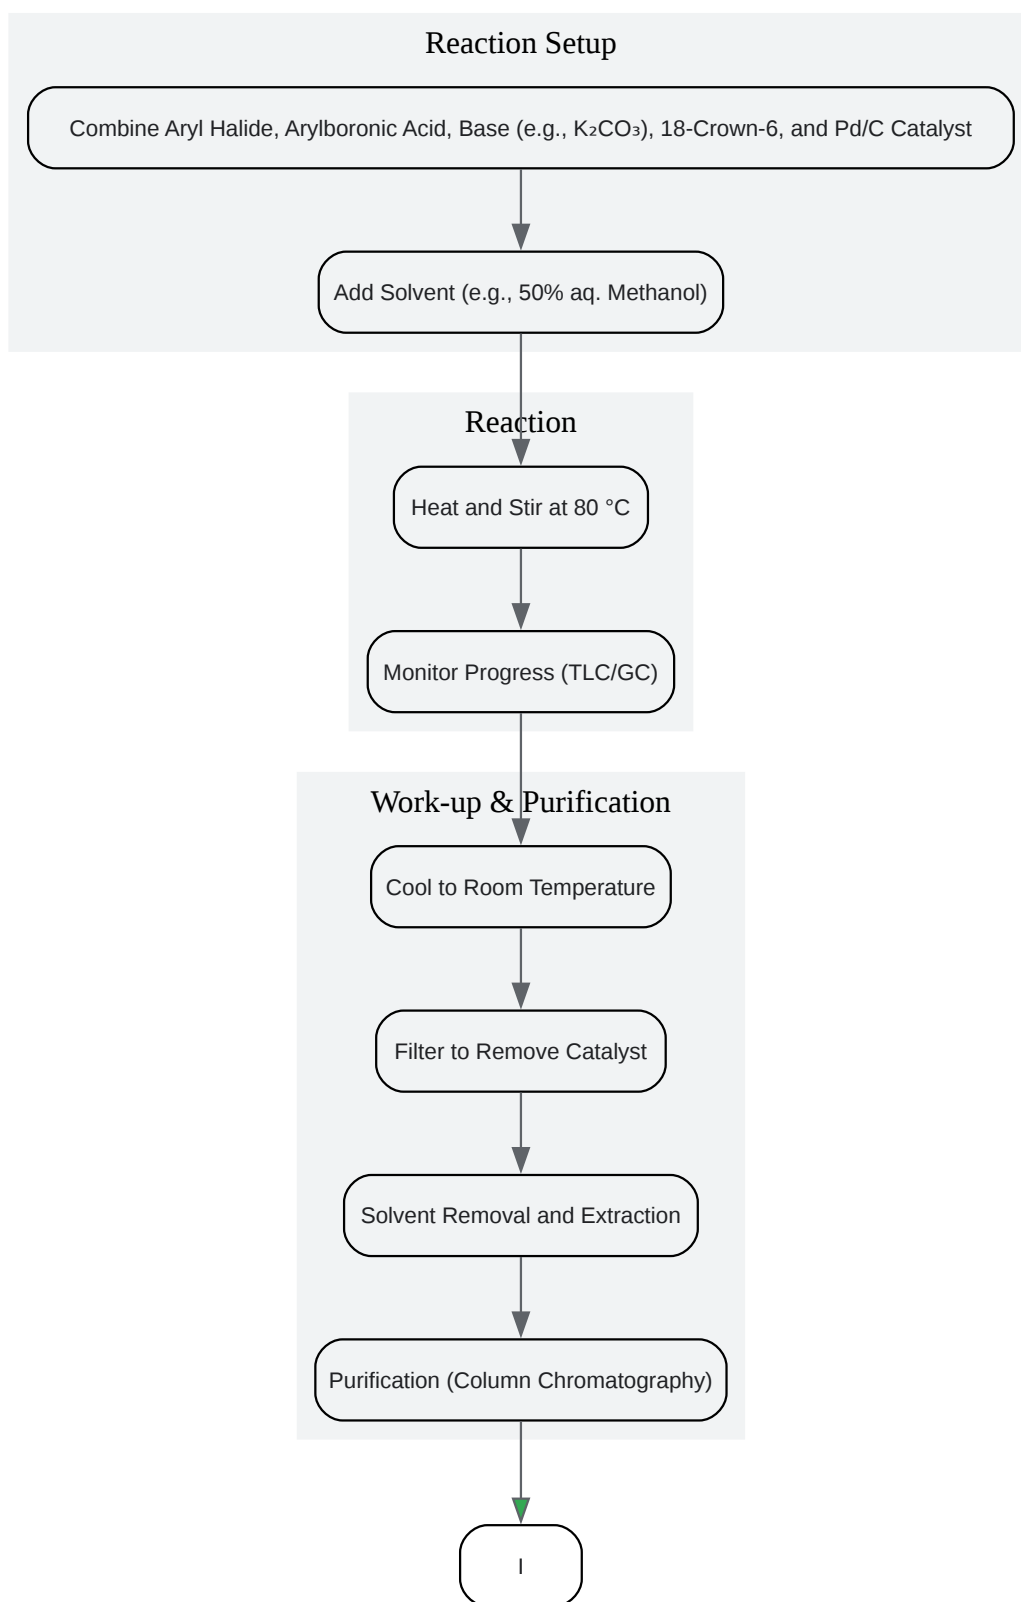 Reaction Setup
Combine Aryl Halide, Arylboronic Acid, Base (e.g., K₂CO₃), 18-Crown-6, and Pd/C Catalyst
Add Solvent (e.g., 50% aq. Methanol)
Reaction
Heat and Stir at 80 °C
Monitor Progress (TLC/GC)
Work-up & Purification
Cool to Room Temperature
Filter to Remove Catalyst
Solvent Removal and Extraction
Purification (Column Chromatography)
I